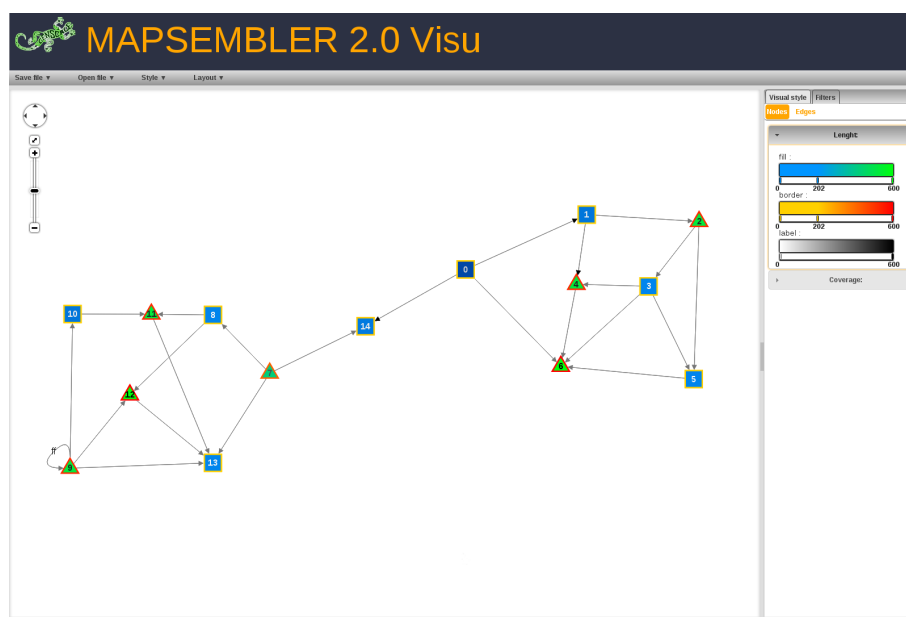 MAPSEMBLER 2.0 Visu
Save file ▼ Open file ▼ Style ▼ Layout ▼
Visual style Filters
Nodes Edges
Lenght:
fill :
0 202 600
border :
0 202 600
label :
0 600
Coverage:
1
2
0
4
3
10
11
8
14
6
7
5
12
ff
9
13